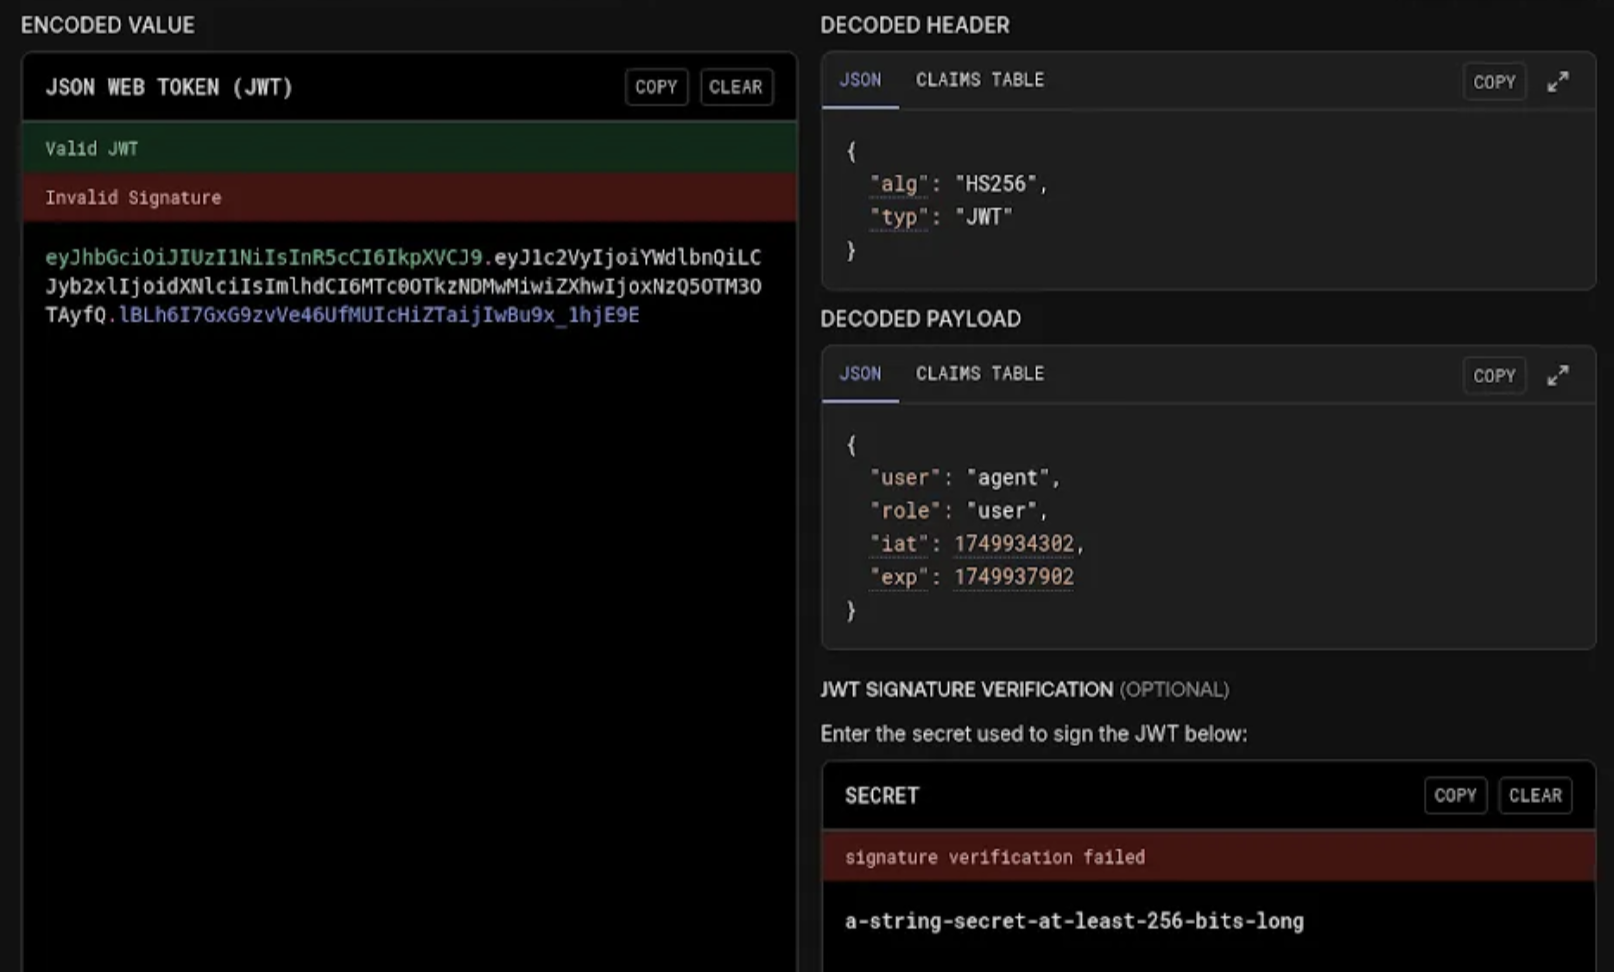 ENCODED VALUE
JSON WEB TOKEN (JWT)
COPY
CLEAR
Valid JWT
Invalid Signature
eyJhbGciOiJIUzI1NiIsInR5cCI6IkpXVCJ9.eyJ1c2VyIjoiYWdlbnQiLC
Jyb2xlIjoidXNlciIsImlhdCI6MTc0OTkzNDMwMiwiZXhwIjoxNzQ5OTM3O
TAyfQ.lBLh6I7GxG9zvVe46UfMUIcHiZTaijIwBu9x_1hjE9E
DECODED HEADER
JSON
CLAIMS TABLE
COPY
{
"alg": "HS256",
"typ": "JWT"
}
DECODED PAYLOAD
JSON
CLAIMS TABLE
COPY
{
"user": "agent",
"role": "user",
"iat": 1749934302,
"exp": 1749937902
}
JWT SIGNATURE VERIFICATION (OPTIONAL)
Enter the secret used to sign the JWT below:
SECRET
COPY
CLEAR
signature verification failed
a-string-secret-at-least-256-bits-long